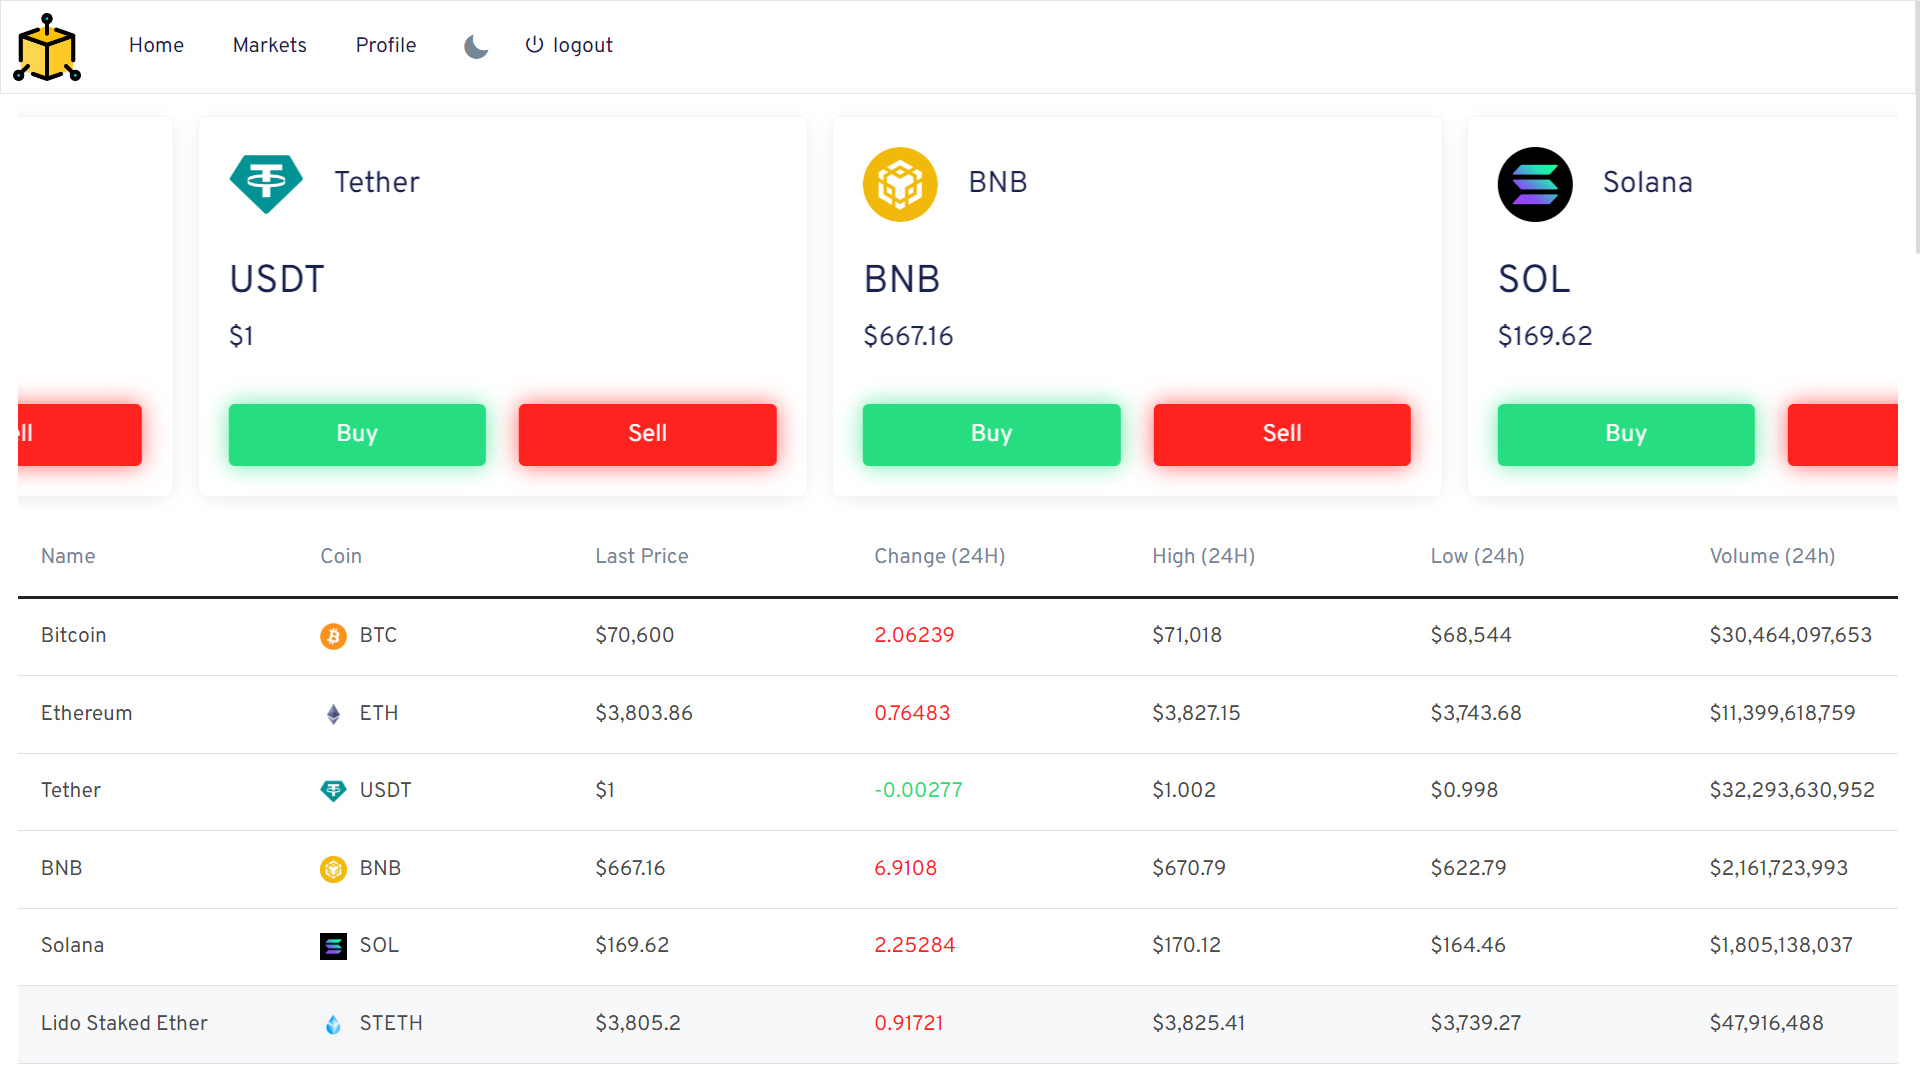 Home Markets Profile logout
Tether BNB Solana
USDT BNB SOL
$1 $667.16 $169.62
ll Buy Sell Buy Sell Buy
Name Coin Last Price Change (24H) High (24H) Low (24h) Volume (24h)
Bitcoin BTC $70,600 2.06239 $71,018 $68,544 $30,464,097,653
Ethereum ETH $3,803.86 0.76483 $3,827.15 $3,743.68 $11,399,618,759
Tether USDT $1 -0.00277 $1.002 $0.998 $32,293,630,952
BNB BNB $667.16 6.9108 $670.79 $622.79 $2,161,723,993
Solana SOL $169.62 2.25284 $170.12 $164.46 $1,805,138,037
Lido Staked Ether STETH $3,805.2 0.91721 $3,825.41 $3,739.27 $47,916,488